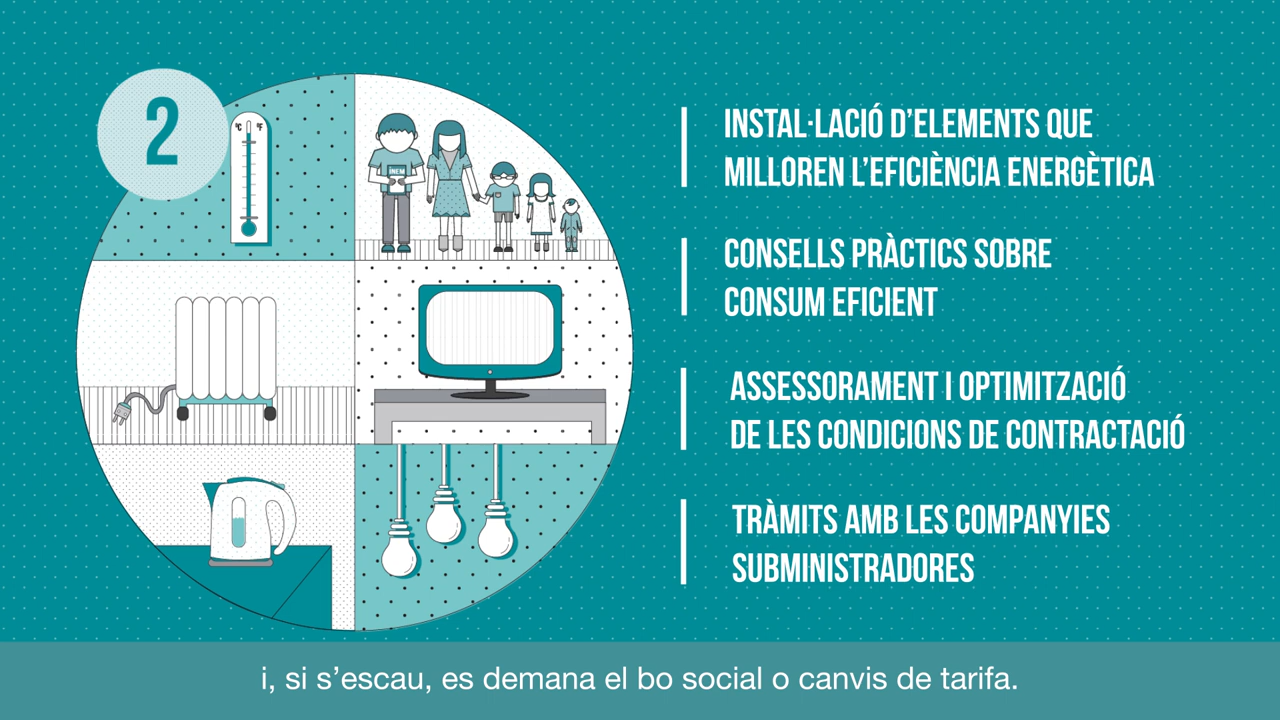 2
°C °F
INEM
INSTAL·LACIÓ D'ELEMENTS QUE
MILLOREN L'EFICIÈNCIA ENERGÈTICA
CONSELLS PRÀCTICS SOBRE
CONSUM EFICIENT
ASSESSORAMENT I OPTIMITZACIÓ
DE LES CONDICIONS DE CONTRACTACIÓ
TRÀMITS AMB LES COMPANYIES
SUBMINISTRADORES
i, si s'escau, es demana el bo social o canvis de tarifa.